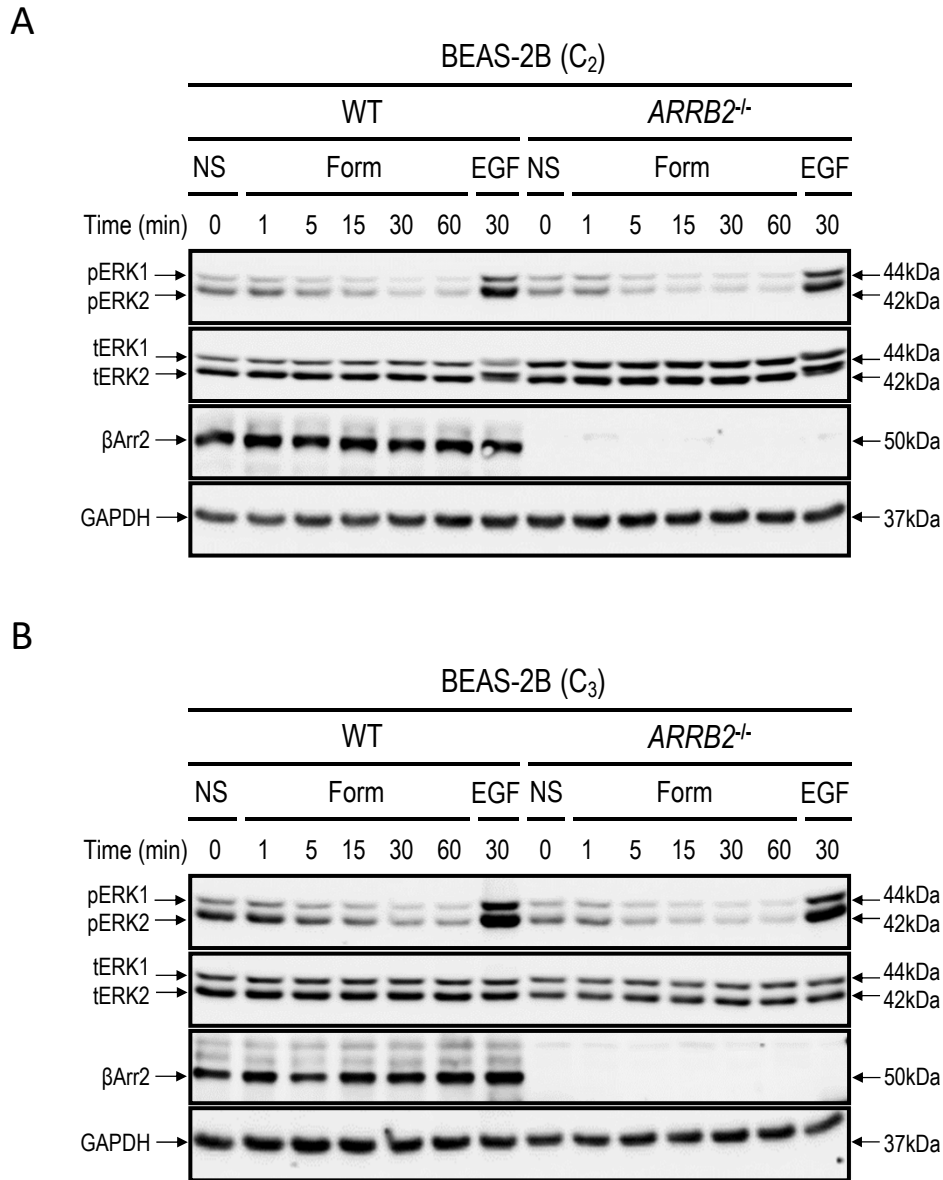 A
BEAS-2B (C₂)
WT ARRB2⁻/⁻
NS Form EGF NS Form EGF
Time (min) 0 1 5 15 30 60 30 0 1 5 15 30 60 30
pERK1 44kDa
pERK2 42kDa
tERK1 44kDa
tERK2 42kDa
βArr2 50kDa
GAPDH 37kDa
B
BEAS-2B (C₃)
WT ARRB2⁻/⁻
NS Form EGF NS Form EGF
Time (min) 0 1 5 15 30 60 30 0 1 5 15 30 60 30
pERK1 44kDa
pERK2 42kDa
tERK1 44kDa
tERK2 42kDa
βArr2 50kDa
GAPDH 37kDa